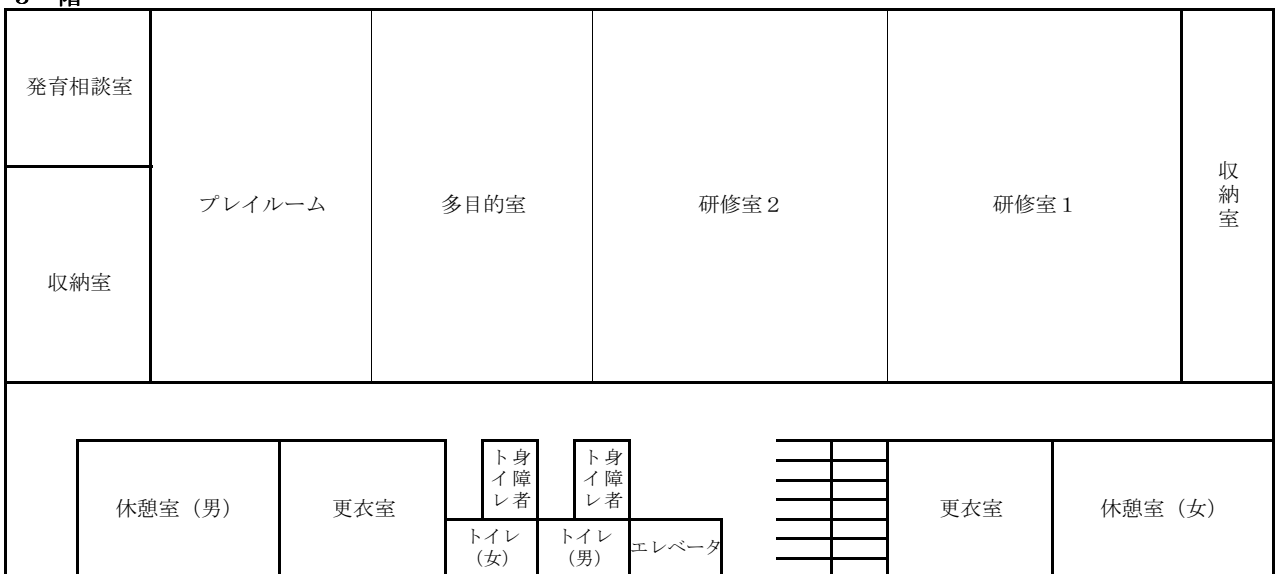 発育相談室
収納室
プレイルーム
多目的室
研修室２
研修室１
収納室
休憩室（男）
更衣室
身障者
トイレ
身障者
トイレ
トイレ
（女）
トイレ
（男）
エレベータ
更衣室
休憩室（女）